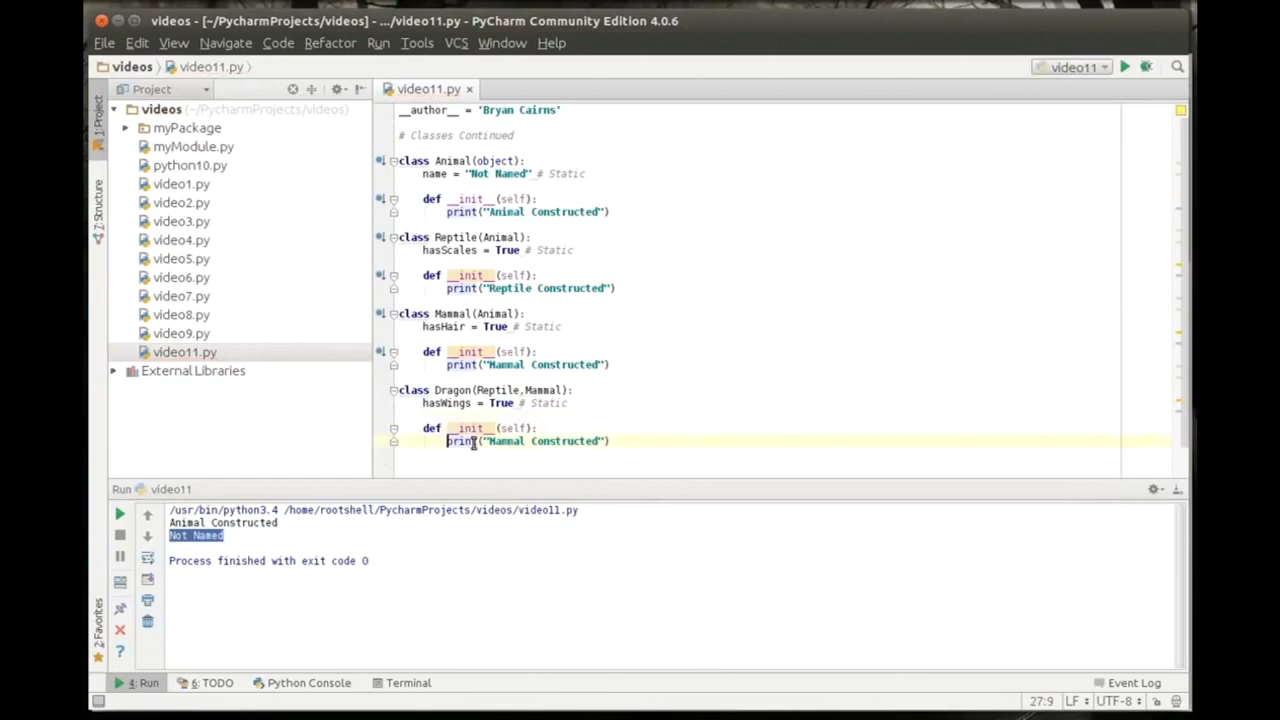 videos - [~/PycharmProjects/videos] - .../video11.py - PyCharm Community Edition 4.0.6
File Edit View Navigate Code Refactor Run Tools VCS Window Help
videos video11.py video11
1: Project
Project
video11.py
videos (~/PycharmProjects/videos)
myPackage
myModule.py
python10.py
video1.py
video2.py
video3.py
video4.py
video5.py
video6.py
video7.py
video8.py
video9.py
video11.py
External Libraries
7: Structure
__author__ = 'Bryan Cairns'
# Classes Continued
class Animal(object):
name = "Not Named" # Static
def __init__(self):
print("Animal Constructed")
class Reptile(Animal):
hasScales = True # Static
def __init__(self):
print("Reptile Constructed")
class Mammal(Animal):
hasHair = True # Static
def __init__(self):
print("Mammal Constructed")
class Dragon(Reptile,Mammal):
hasWings = True # Static
def __init__(self):
print("Mammal Constructed")
Run video11
/usr/bin/python3.4 /home/rootshell/PycharmProjects/videos/video11.py
Animal Constructed
Not Named
Process finished with exit code 0
2: Favorites
4: Run 6: TODO Python Console Terminal Event Log
27:9 LF UTF-8